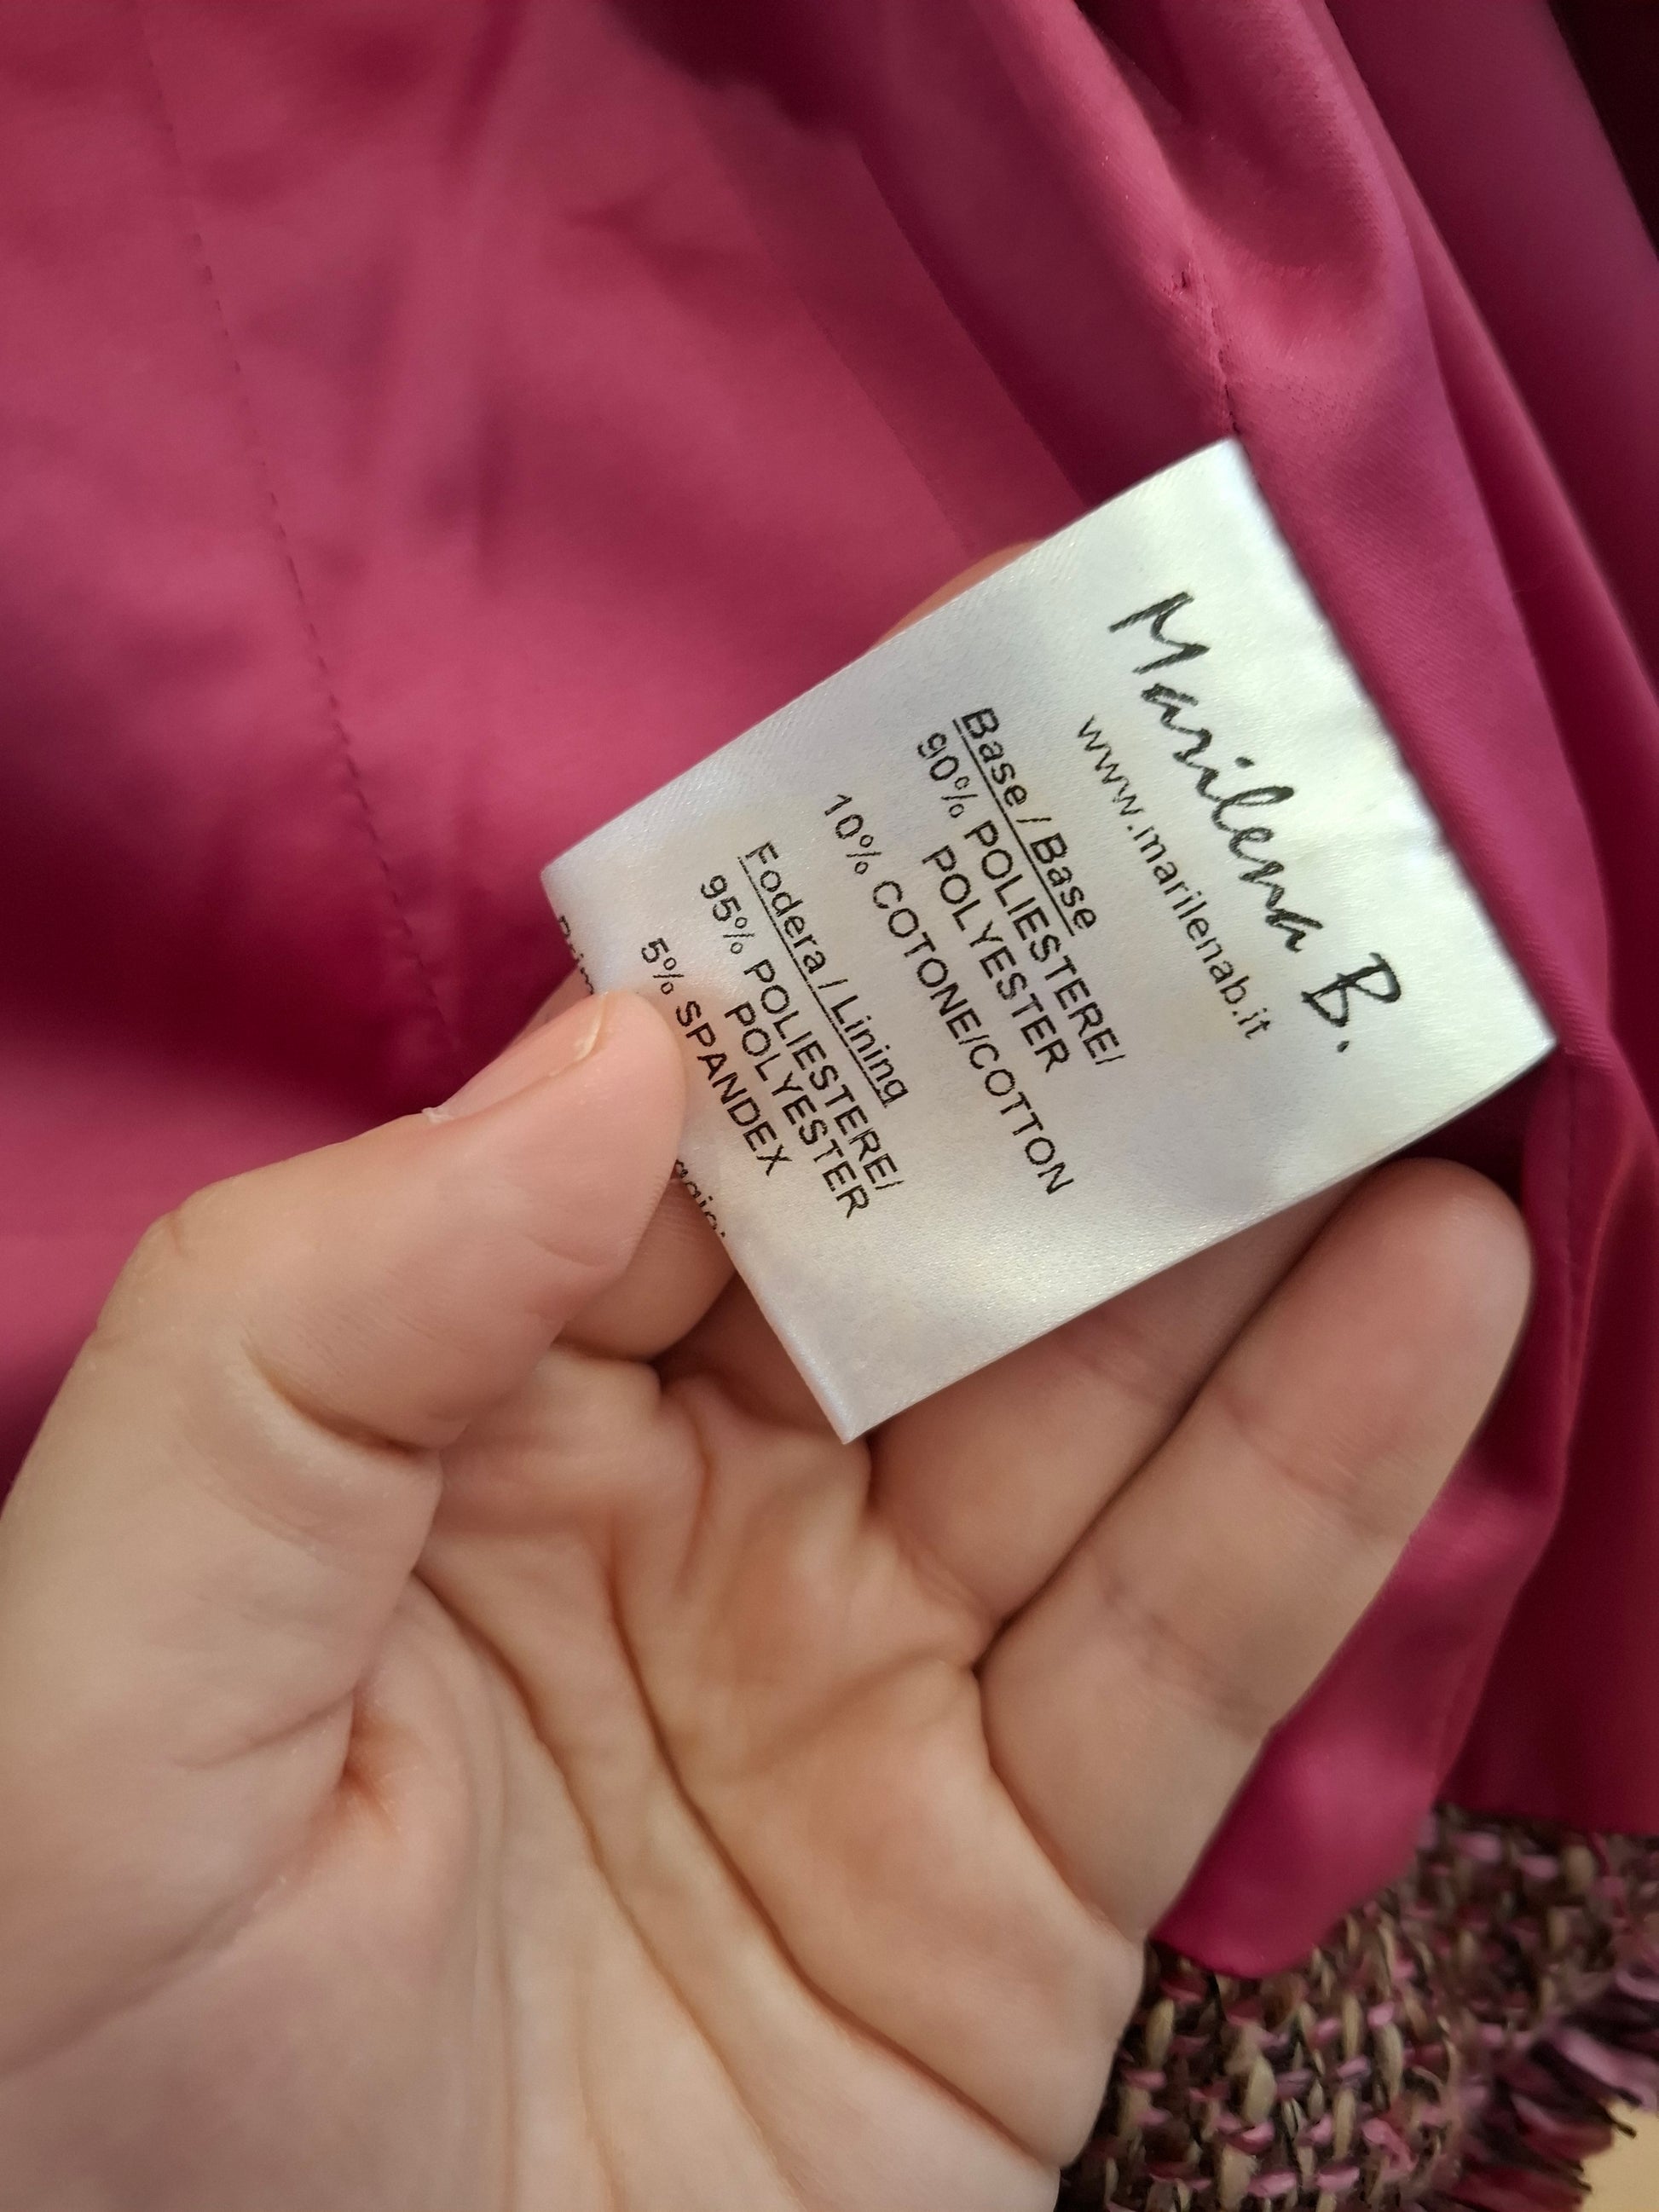 Marilena B.
www.marilenab.it
Base / Base
90% POLIESTERE/
POLYESTER
10% COTONE/COTTON
Fodera / Lining
95% POLIESTERE/
POLYESTER
5% SPANDEX